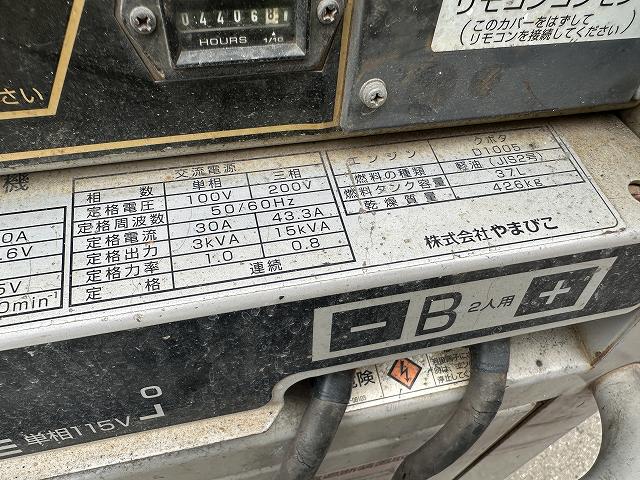 04406
HOURS 1/10
リモコンコンセン
(このカバーをはずして
リモコンを接続してください)
さい
機
交流電源
相数 単相 三相
定格電圧 100V 200V
定格周波数 50/60Hz
定格電流 30A 43.3A
定格出力 3kVA 15kVA
定格力率 1.0 0.8
定格 連続
エンジン クボタ
D1005
燃料の種類 軽油(JIS2号)
燃料タンク容量 37L
乾燥質量 426kg
株式会社やまびこ
0A
.6V
5V
0min⁻¹
− B 2人用 +
危険
単相115V